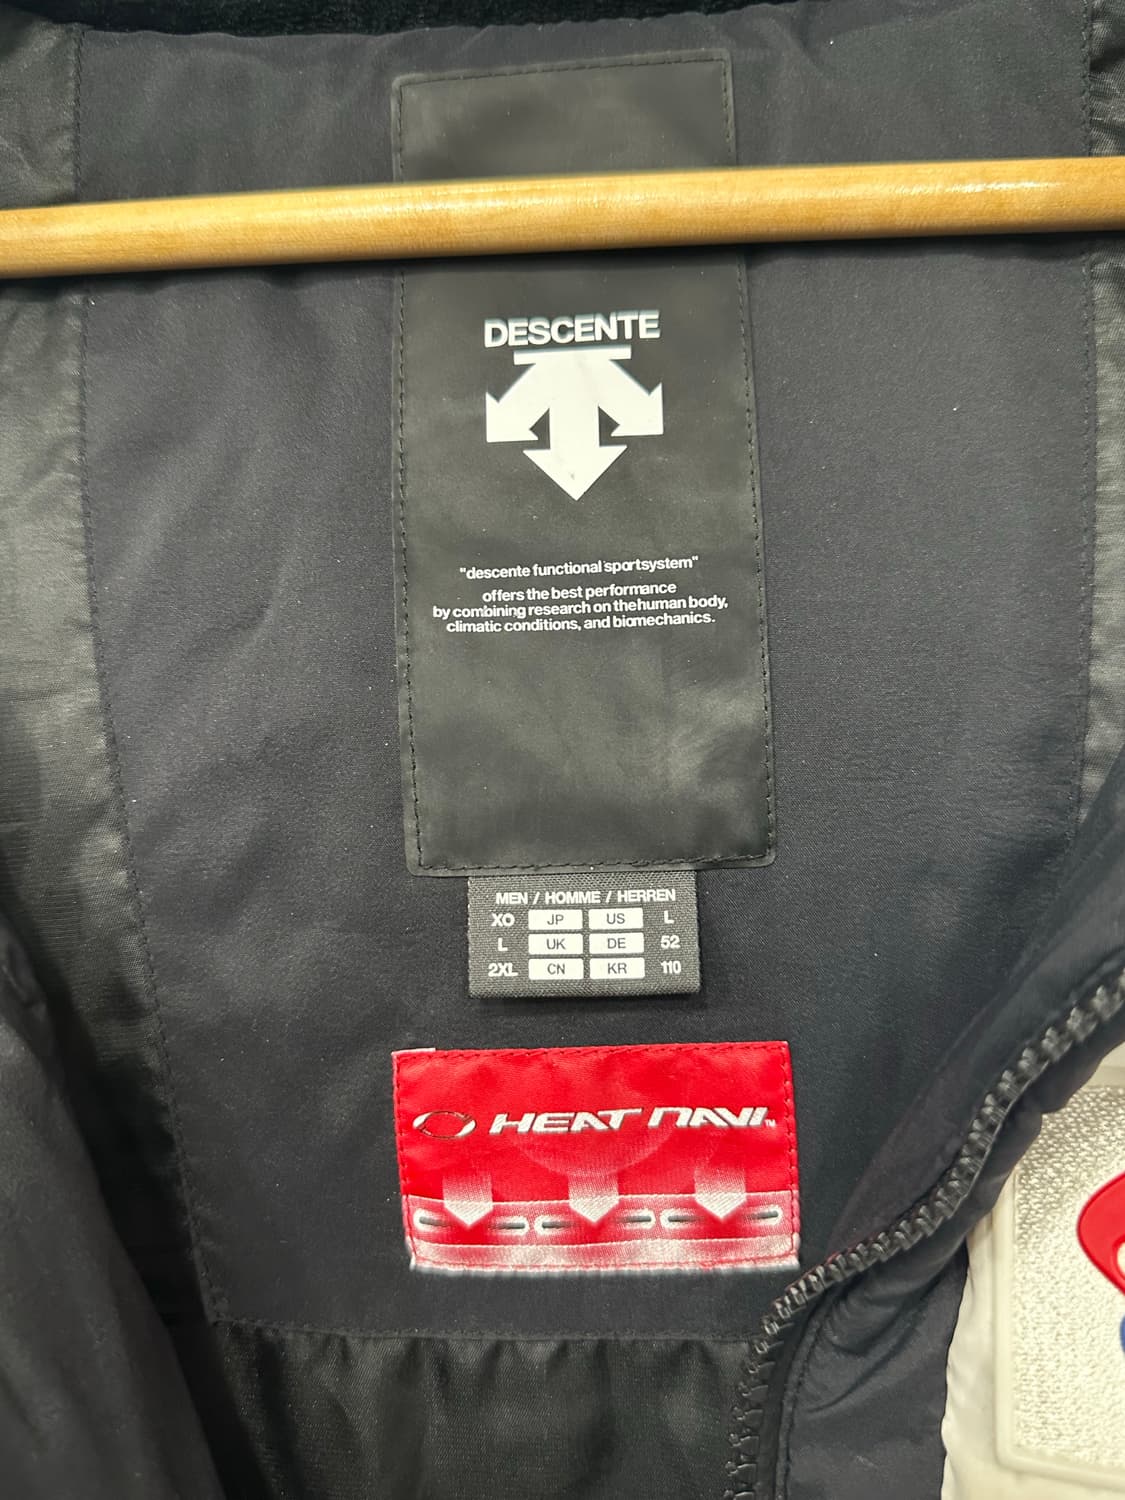 DESCENTE
"descente functional sportsystem"
offers the best performance
by combining research on the human body,
climatic conditions, and biomechanics.
MEN / HOMME / HERREN
XO JP US L
L UK DE 52
2XL CN KR 110
HEAT NAVI™